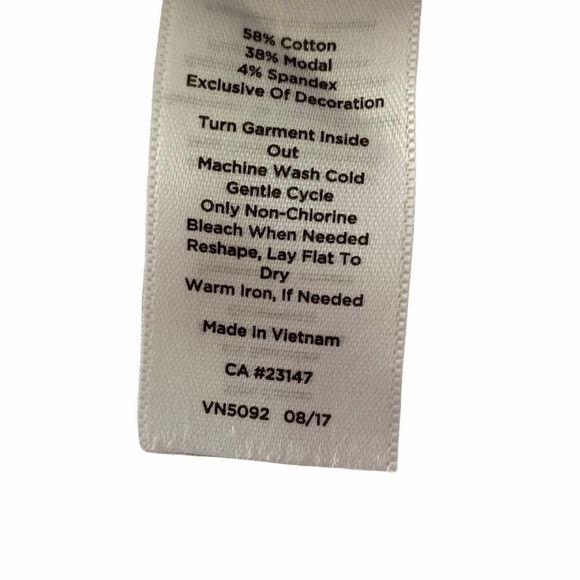 58% Cotton
38% Modal
4% Spandex
Exclusive Of Decoration
Turn Garment Inside
Out
Machine Wash Cold
Gentle Cycle
Only Non-Chlorine
Bleach When Needed
Reshape, Lay Flat To
Dry
Warm Iron, If Needed
Made In Vietnam
CA #23147
VN5092 08/17